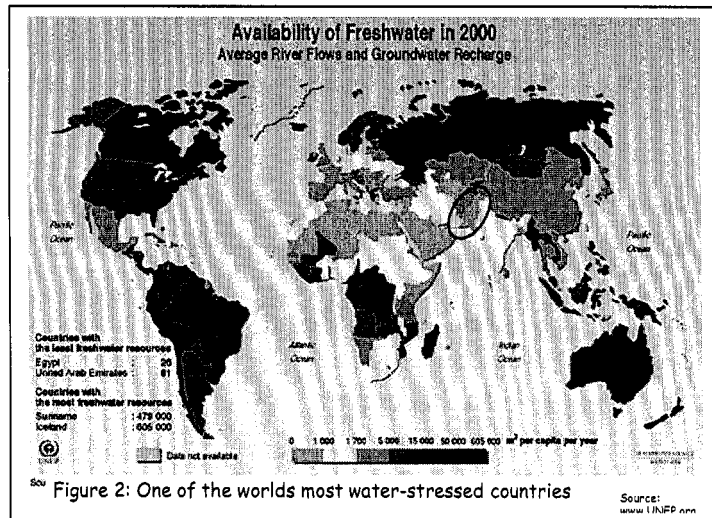 Availability of Freshwater in 2000
Average River Flows and Groundwater Recharge
Pacific
Ocean
Pacific
Ocean
Atlantic
Ocean
Indian
Ocean
Countries with
the least freshwater resources
Egypt : 26
United Arab Emirates : 61
Countries with
the most freshwater resources
Suriname : 479 000
Iceland : 605 000
UNEP
Data not available
0 1 000 1 700 5 000 15 000 50 000 605 000 m³ per capita per year
Sou
Figure 2: One of the worlds most water-stressed countries
Source:
www.UNEP.org